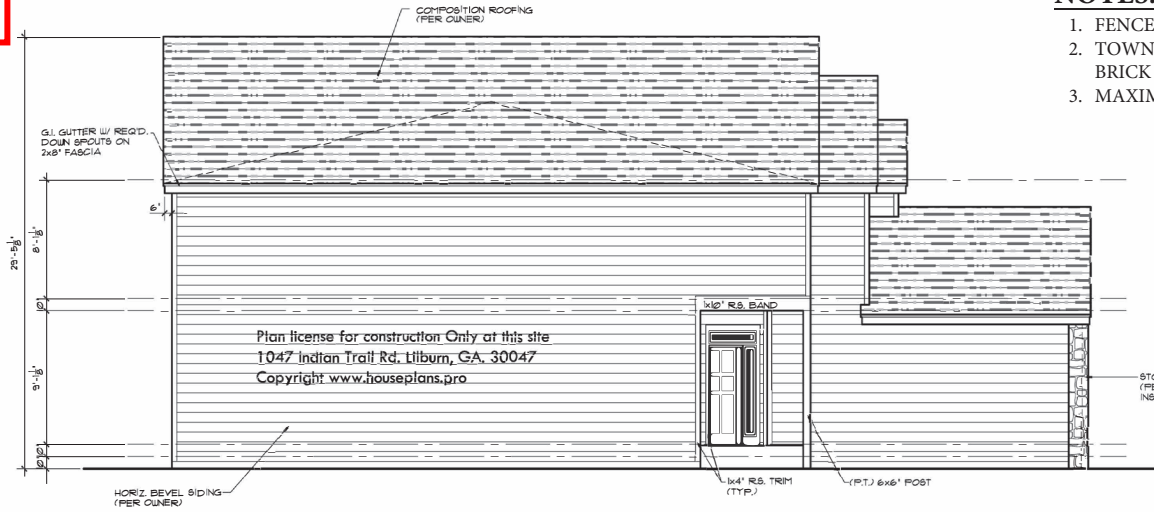 NOTES:
1. FENCE
2. TOWN
BRICK
3. MAXIM
COMPOSITION ROOFING
(PER OWNER)
G.I. GUTTER W/ REQ'D.
DOWN SPOUTS ON
2x8" FASCIA
6"
29'-5⅛"
8'-1⅛"
9'-1⅛"
1x10" R.S. BAND
Plan license for construction Only at this site
1047 Indian Trail Rd. Lilburn, GA. 30047
Copyright www.houseplans.pro
STO
(PE
INS
HORIZ. BEVEL SIDING
(PER OWNER)
1x4" R.S. TRIM
(TYP.)
(P.T.) 6x6" POST